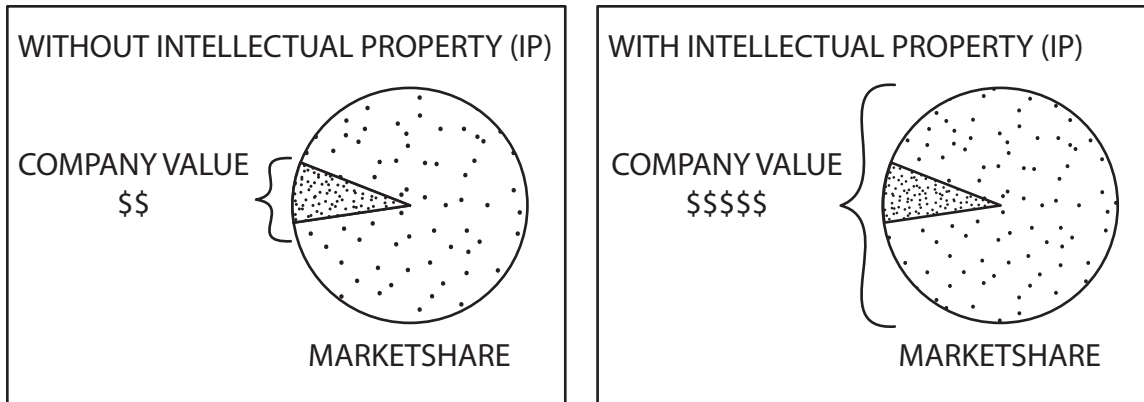 WITHOUT INTELLECTUAL PROPERTY (IP)
COMPANY VALUE
$$
MARKETSHARE
WITH INTELLECTUAL PROPERTY (IP)
COMPANY VALUE
$$$$$
MARKETSHARE